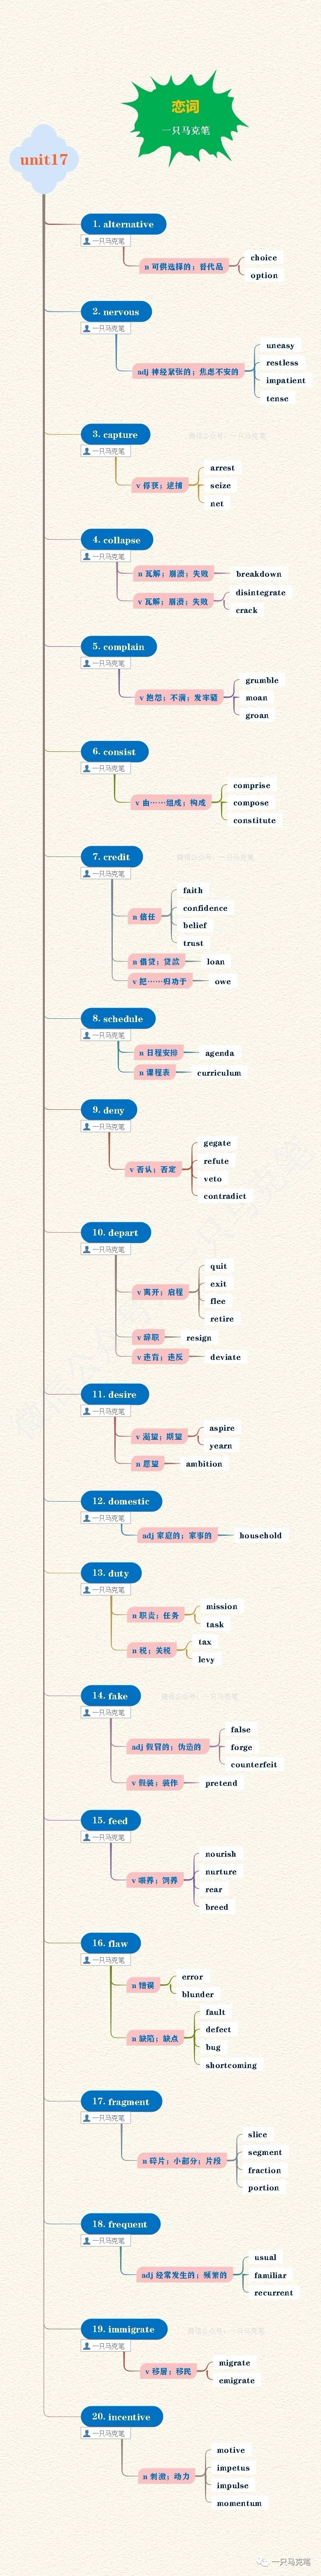 恋词
一只马克笔
unit17
1. alternative
一只马克笔
n 可供选择的；替代品
choice
option
2. nervous
一只马克笔
adj 神经紧张的；焦虑不安的
uneasy
restless
impatient
tense
3. capture
一只马克笔
v 俘获；逮捕
arrest
seize
net
4. collapse
一只马克笔
n 瓦解；崩溃；失败
breakdown
v 瓦解；崩溃；失败
disintegrate
crack
5. complain
一只马克笔
v 抱怨；不满；发牢骚
grumble
moan
groan
6. consist
一只马克笔
v 由……组成；构成
comprise
compose
constitute
7. credit
一只马克笔
n 信任
faith
confidence
belief
trust
n 借贷；贷款
loan
v 把……归功于
owe
8. schedule
一只马克笔
n 日程安排
agenda
n 课程表
curriculum
9. deny
一只马克笔
v 否认；否定
gegate
refute
veto
contradict
10. depart
一只马克笔
v 离开；启程
quit
exit
flee
retire
v 辞职
resign
v 违背；违反
deviate
11. desire
一只马克笔
v 渴望；期望
aspire
yearn
n 愿望
ambition
12. domestic
一只马克笔
adj 家庭的；家事的
household
13. duty
一只马克笔
n 职责；任务
mission
task
n 税；关税
tax
levy
14. fake
一只马克笔
adj 假冒的；伪造的
false
forge
counterfeit
v 假装；装作
pretend
15. feed
一只马克笔
v 喂养；饲养
nourish
nurture
rear
breed
16. flaw
一只马克笔
n 错误
error
blunder
n 缺陷；缺点
fault
defect
bug
shortcoming
17. fragment
一只马克笔
n 碎片；小部分；片段
slice
segment
fraction
portion
18. frequent
一只马克笔
adj 经常发生的；频繁的
usual
familiar
recurrent
19. immigrate
一只马克笔
v 移居；移民
migrate
emigrate
20. incentive
一只马克笔
n 刺激；动力
motive
impetus
impulse
momentum
一只马克笔